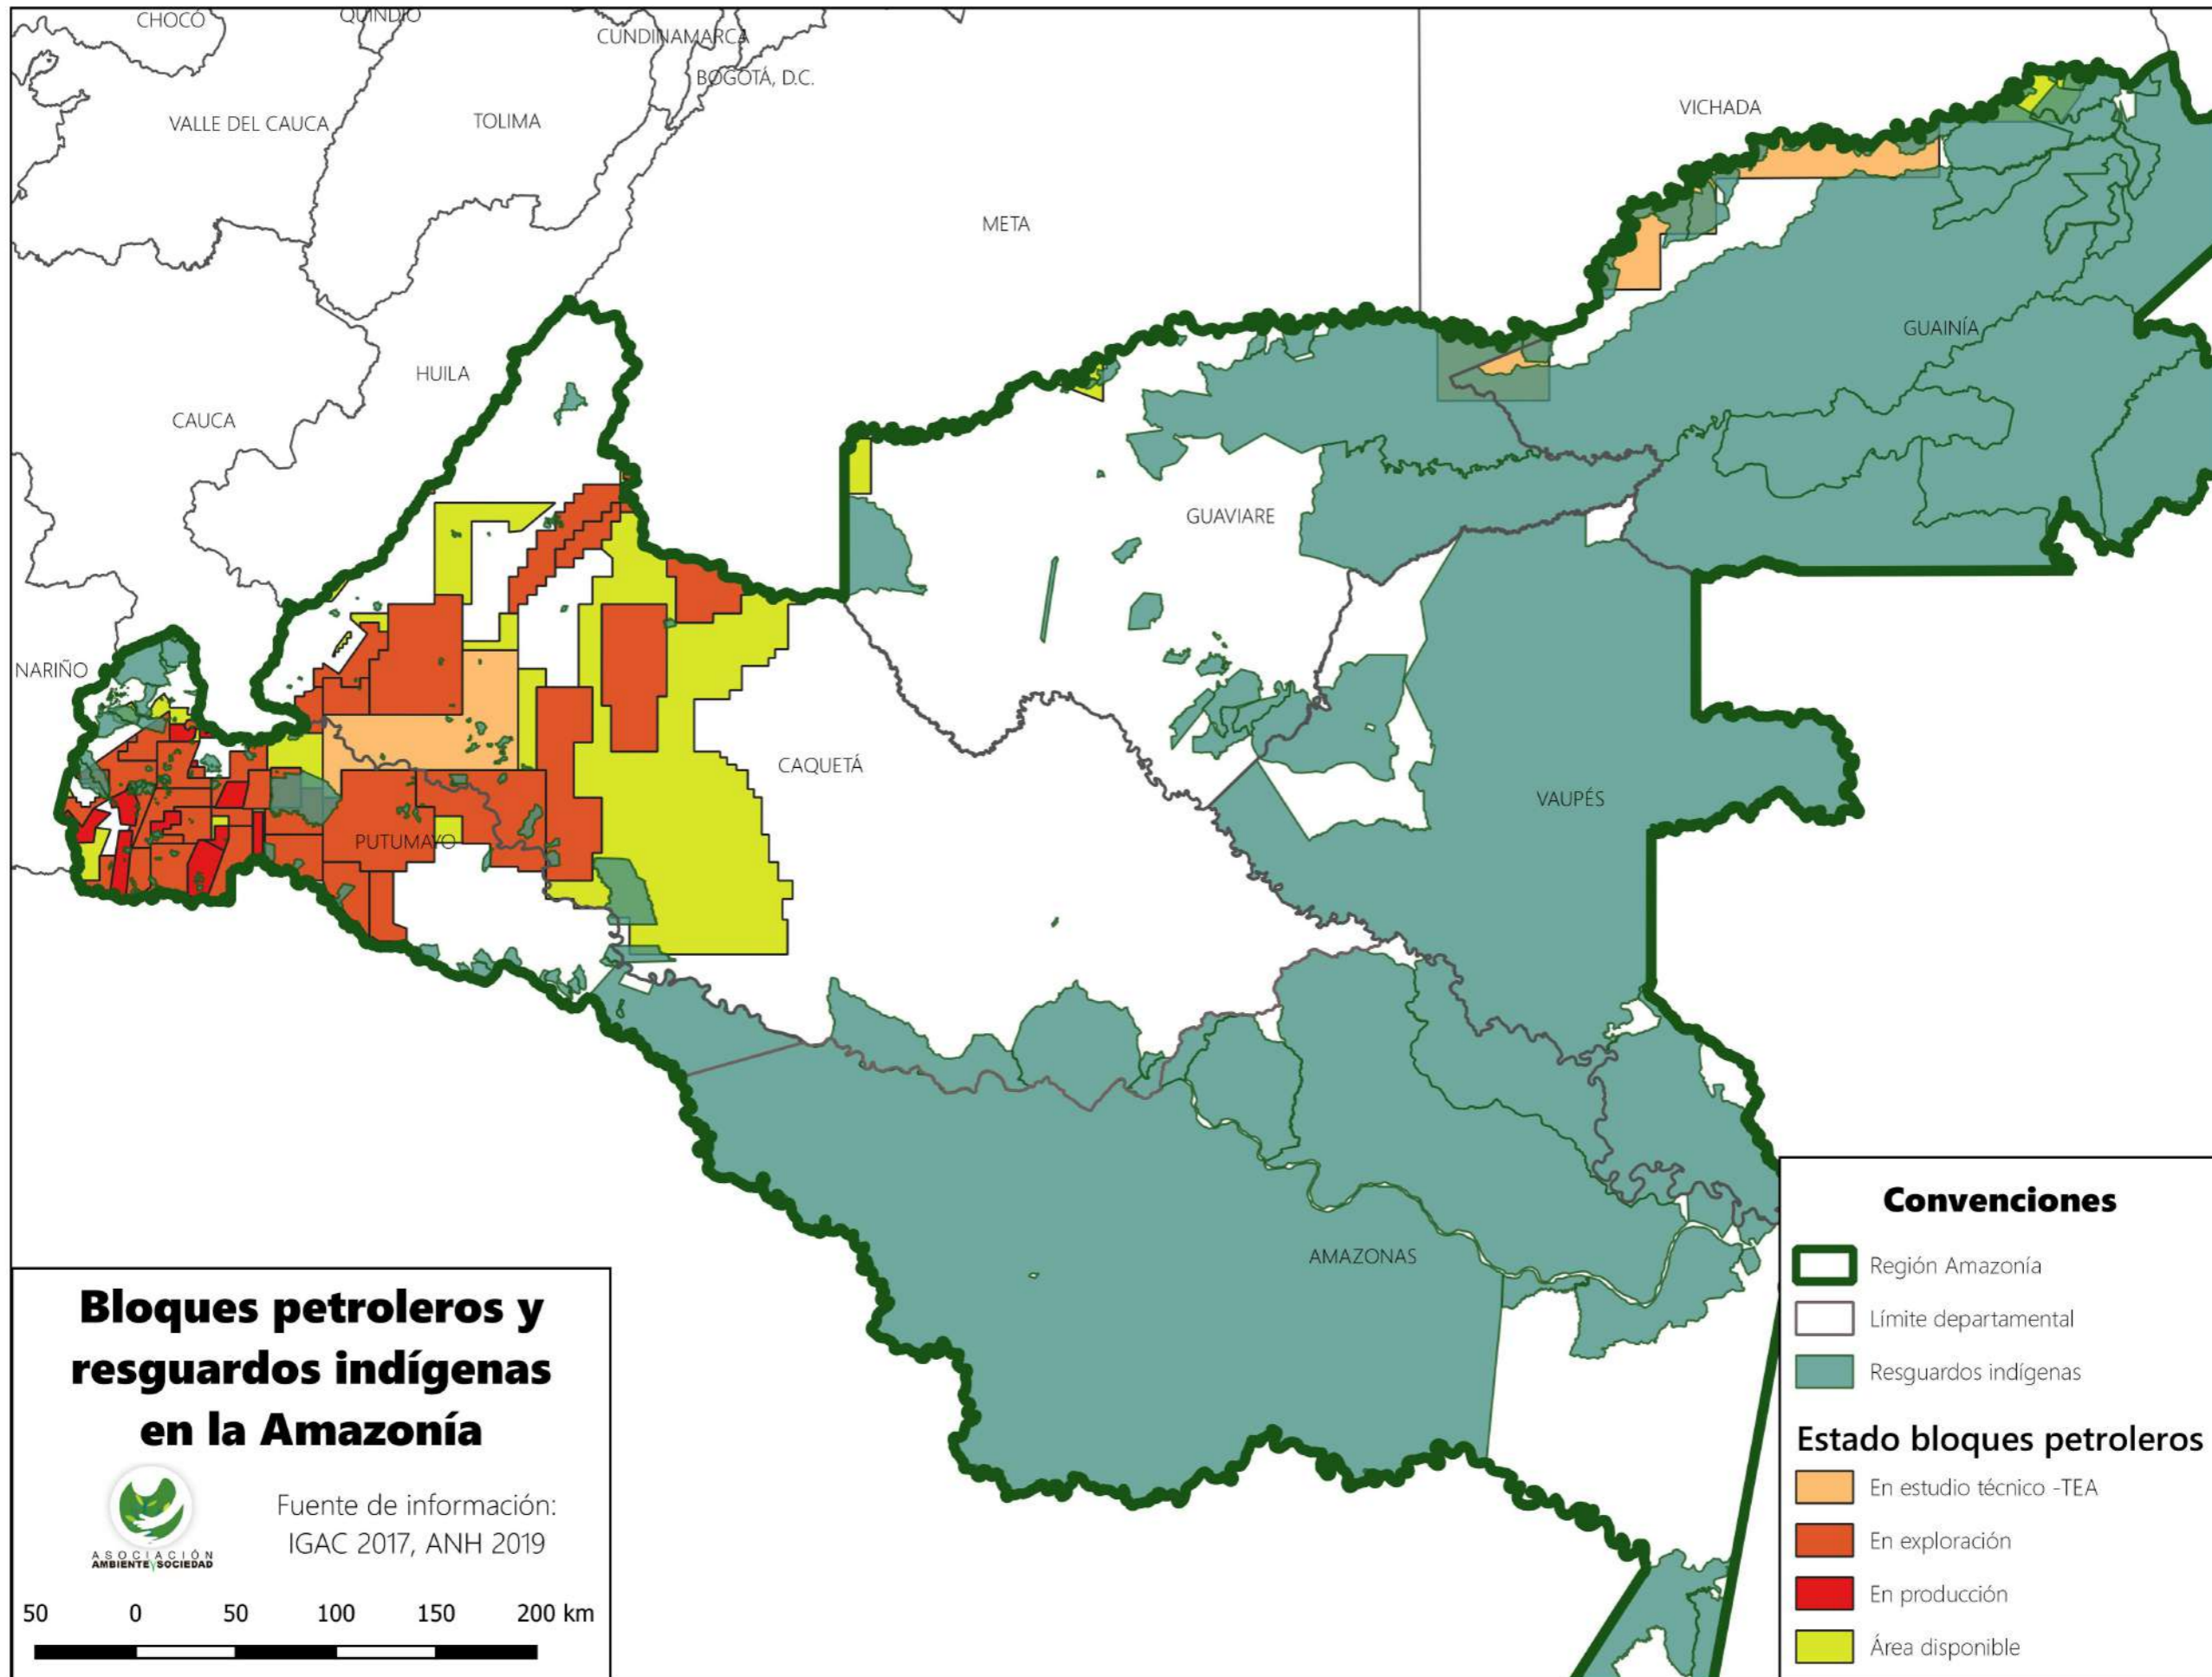 CHOCÓ
QUINDÍO
CUNDINAMARCA
BOGOTÁ, D.C.
VALLE DEL CAUCA
TOLIMA
VICHADA
META
GUAINÍA
HUILA
CAUCA
GUAVIARE
NARIÑO
CAQUETÁ
VAUPÉS
PUTUMAYO
AMAZONAS
Bloques petroleros y
resguardos indígenas
en la Amazonía
ASOCIACIÓN
AMBIENTE Y SOCIEDAD
Fuente de información:
IGAC 2017, ANH 2019
50 0 50 100 150 200 km
Convenciones
Región Amazonía
Límite departamental
Resguardos indígenas
Estado bloques petroleros
En estudio técnico -TEA
En exploración
En producción
Área disponible